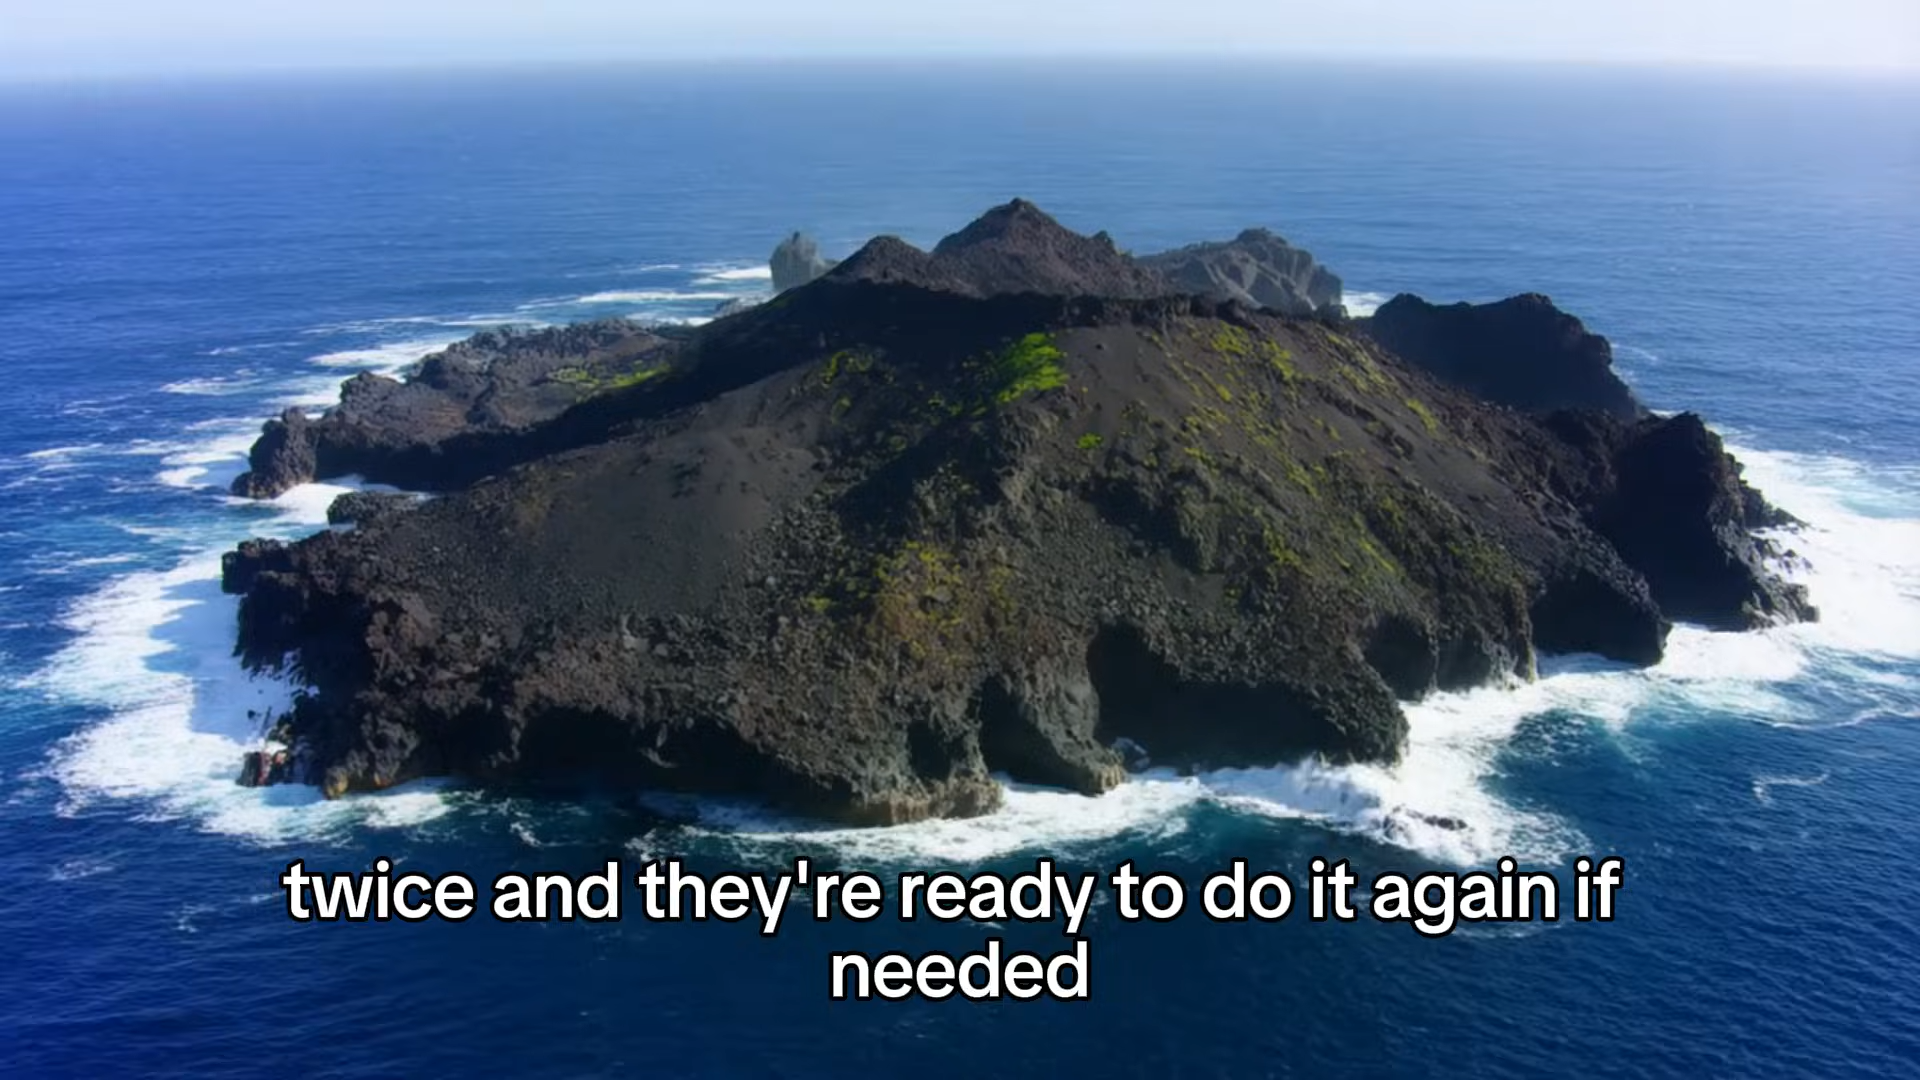 twice and they're ready to do it again if
needed